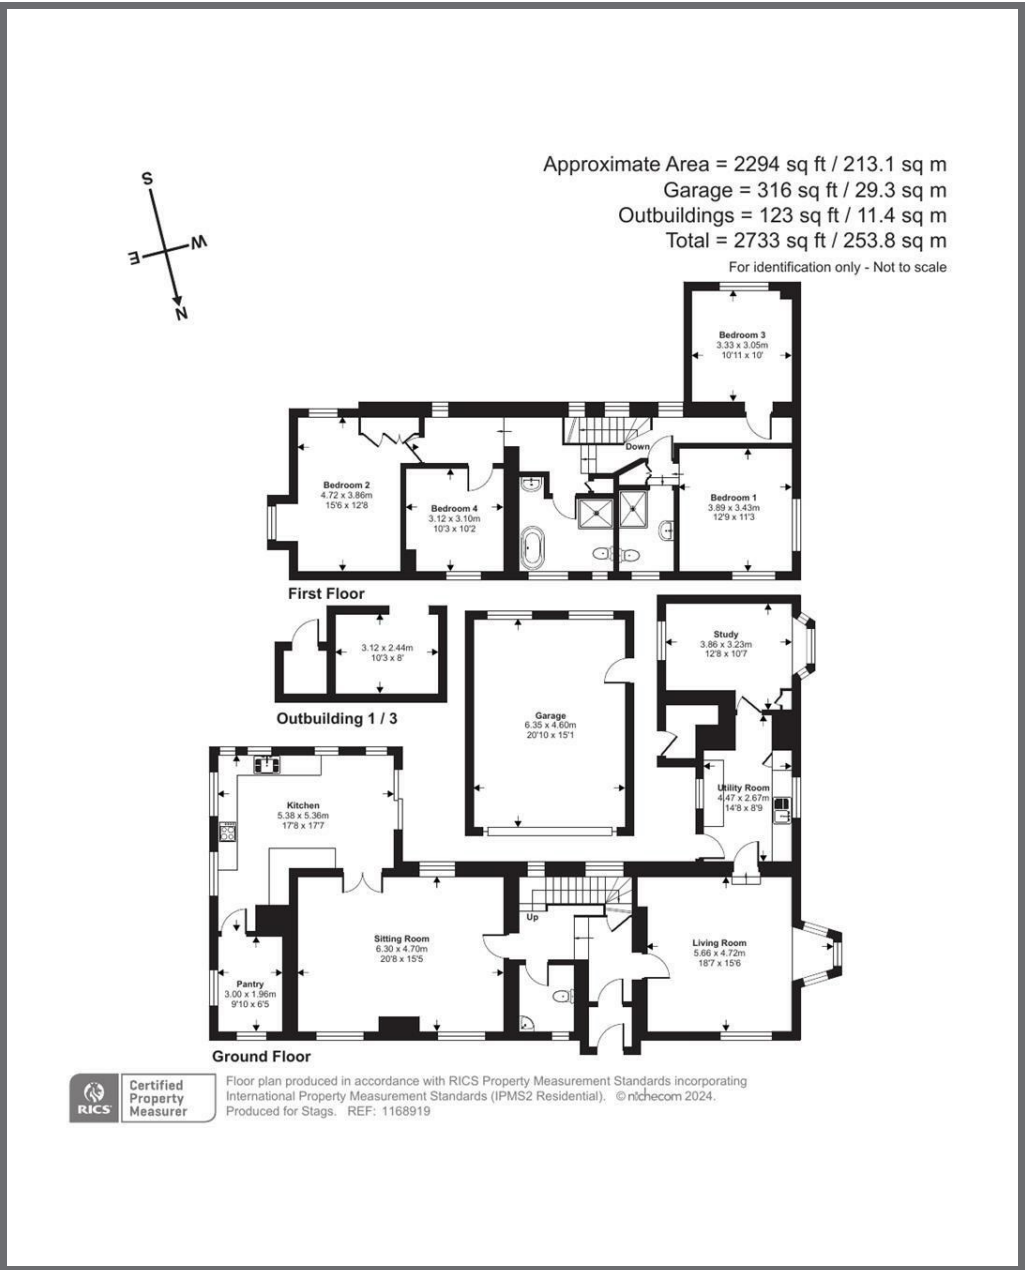 Approximate Area = 2294 sq ft / 213.1 sq m
Garage = 316 sq ft / 29.3 sq m
Outbuildings = 123 sq ft / 11.4 sq m
Total = 2733 sq ft / 253.8 sq m
For identification only - Not to scale
S
W
E
N
Bedroom 3
3.33 x 3.05m
10'11 x 10'
Down
Bedroom 2
4.72 x 3.86m
15'6 x 12'8
Bedroom 4
3.12 x 3.10m
10'3 x 10'2
Bedroom 1
3.89 x 3.43m
12'9 x 11'3
First Floor
3.12 x 2.44m
10'3 x 8'
Outbuilding 1 / 3
Garage
6.35 x 4.60m
20'10 x 15'1
Study
3.86 x 3.23m
12'8 x 10'7
Utility Room
4.47 x 2.67m
14'8 x 8'9
Kitchen
5.38 x 5.36m
17'8 x 17'7
Up
Sitting Room
6.30 x 4.70m
20'8 x 15'5
Living Room
5.66 x 4.72m
18'7 x 15'6
Pantry
3.00 x 1.96m
9'10 x 6'5
Ground Floor
RICS
Certified
Property
Measurer
Floor plan produced in accordance with RICS Property Measurement Standards incorporating
International Property Measurement Standards (IPMS2 Residential). © nichecom 2024.
Produced for Stags. REF: 1168919